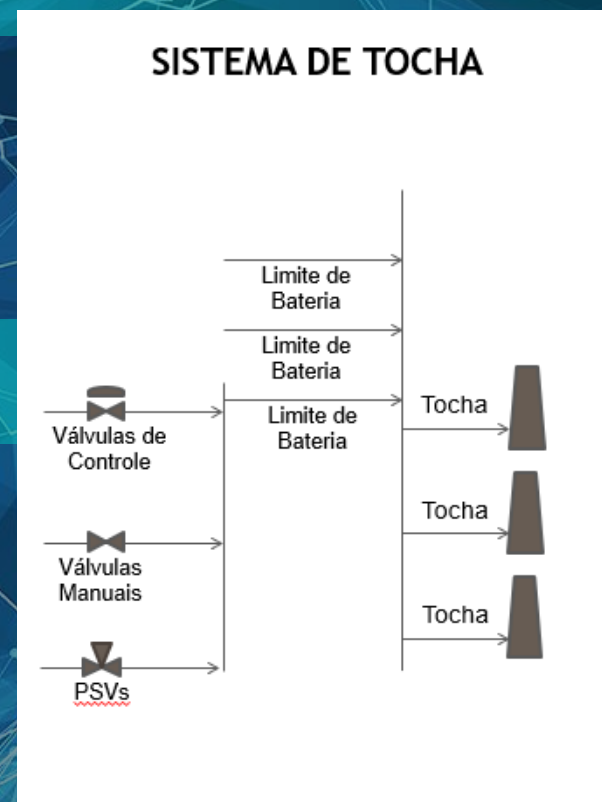 SISTEMA DE TOCHA
Limite de
Bateria
Limite de
Bateria
Limite de
Bateria
Válvulas de
Controle
Válvulas
Manuais
PSVs
Tocha
Tocha
Tocha